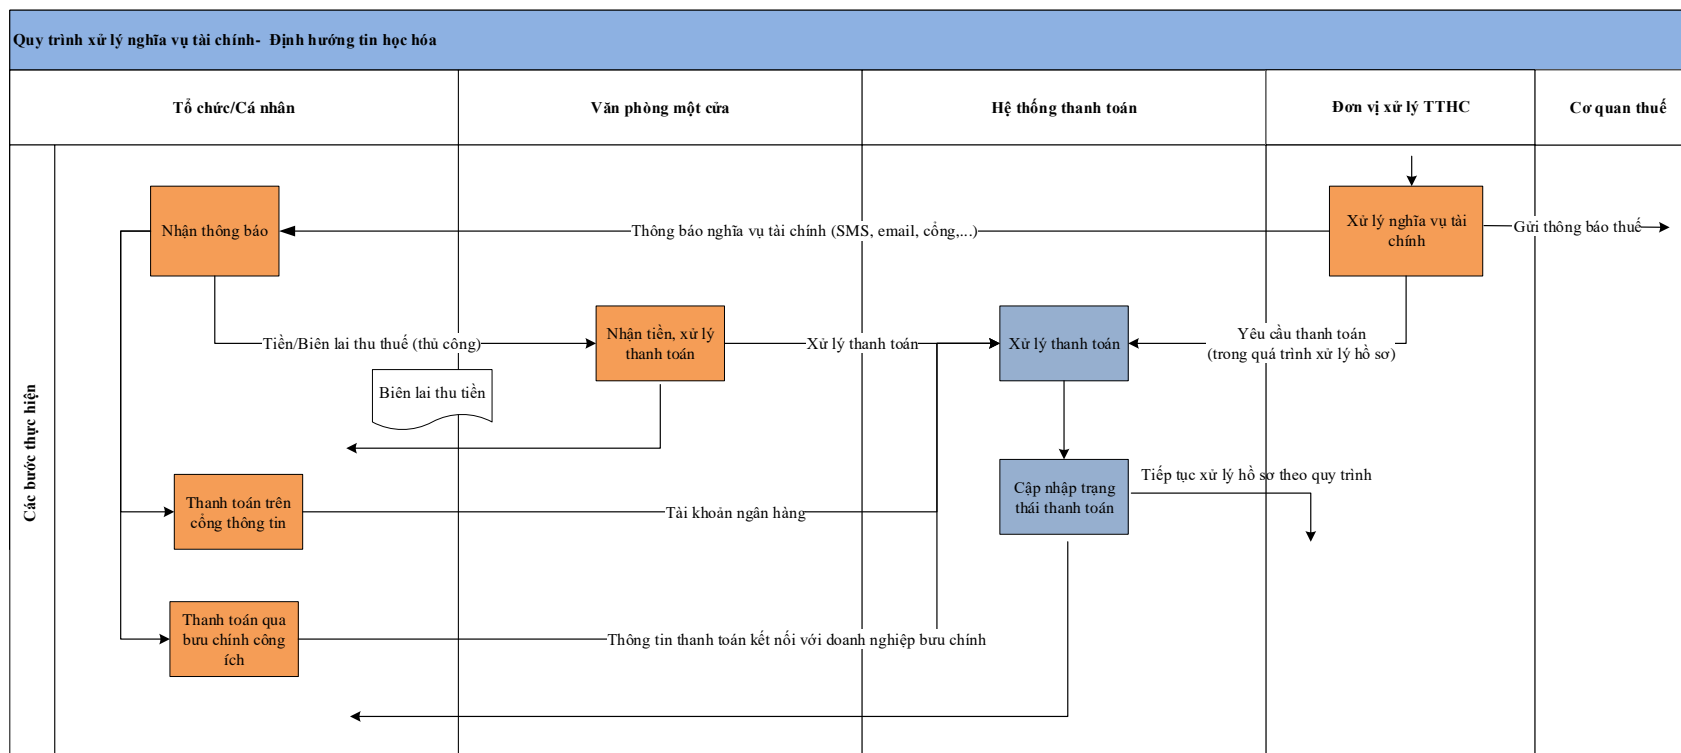 Quy trình xử lý nghĩa vụ tài chính-  Định hướng tin học hóa
Tổ chức/Cá nhân
Văn phòng một cửa
Hệ thống thanh toán
Đơn vị xử lý TTHC
Cơ quan thuế
Các bước thực hiện
Nhận thông báo
Thông báo nghĩa vụ tài chính (SMS, email, cổng,...)
Xử lý nghĩa vụ tài
chính
Gửi thông báo thuế
Tiền/Biên lai thu thuế (thủ công)
Nhận tiền, xử lý
thanh toán
Xử lý thanh toán
Xử lý thanh toán
Yêu cầu thanh toán
(trong quá trình xử lý hồ sơ)
Biên lai thu tiền
Thanh toán trên
cổng thông tin
Tài khoản ngân hàng
Cập nhập trạng
thái thanh toán
Tiếp tục xử lý hồ sơ theo quy trình
Thanh toán qua
bưu chính công
ích
Thông tin thanh toán kết nối với doanh nghiệp bưu chính